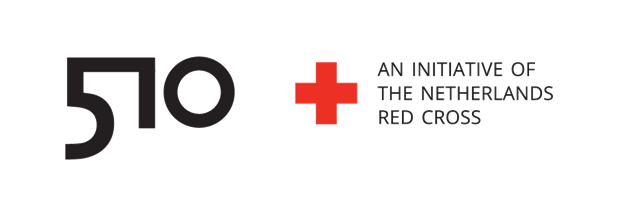 510
AN INITIATIVE OF
THE NETHERLANDS
RED CROSS